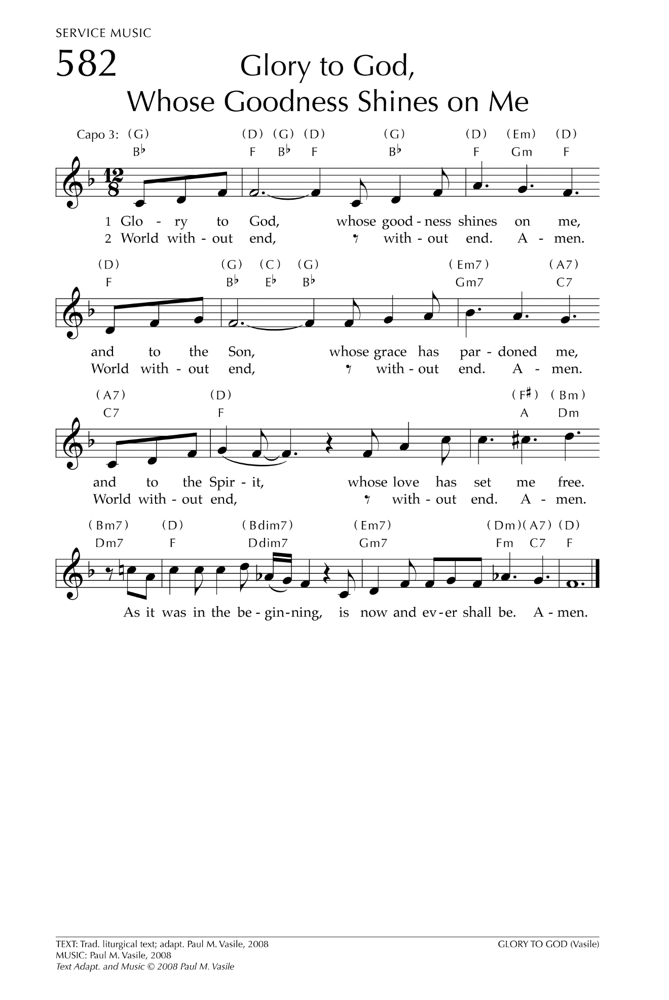 SERVICE MUSIC
582 Glory to God,
Whose Goodness Shines on Me
Capo 3: (G) (D) (G) (D) (G) (D) (Em) (D)
B♭ F B♭ F B♭ F Gm F
12
8
1 Glo - ry to God, whose good - ness shines on me,
2 World with - out end, with - out end. A - men.
(D) (G) (C) (G) (Em7) (A7)
F B♭ E♭ B♭ Gm7 C7
and to the Son, whose grace has par - doned me,
World with - out end, with - out end. A - men.
(A7) (D) (F♯) (Bm)
C7 F A Dm
and to the Spir - it, whose love has set me free.
World with - out end, with - out end. A - men.
(Bm7) (D) (Bdim7) (Em7) (Dm) (A7) (D)
Dm7 F Ddim7 Gm7 Fm C7 F
As it was in the be - gin - ning, is now and ev - er shall be. A - men.
TEXT: Trad. liturgical text; adapt. Paul M. Vasile, 2008 GLORY TO GOD (Vasile)
MUSIC: Paul M. Vasile, 2008
Text Adapt. and Music © 2008 Paul M. Vasile